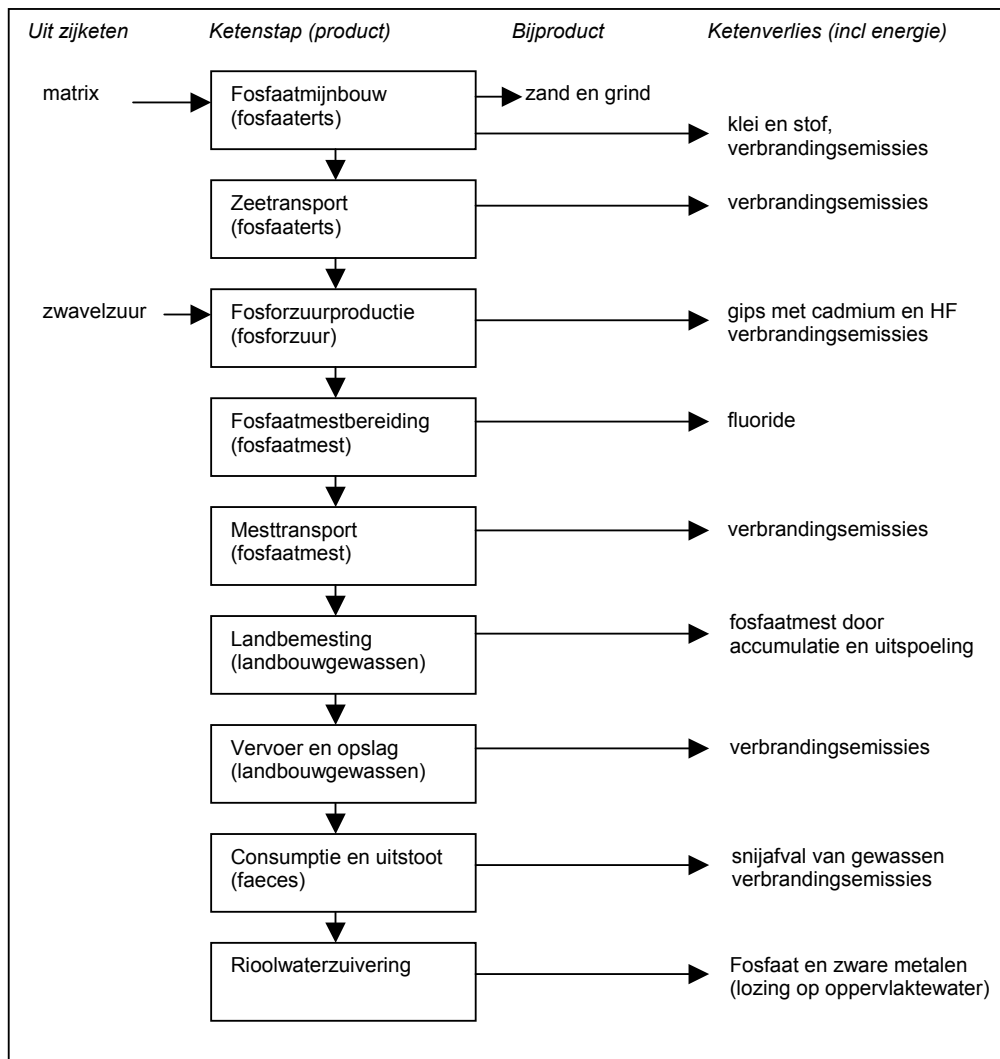 Uit zijketen Ketenstap (product) Bijproduct Ketenverlies (incl energie)
matrix
Fosfaatmijnbouw
(fosfaaterts)
zand en grind
klei en stof,
verbrandingsemissies
Zeetransport
(fosfaaterts)
verbrandingsemissies
zwavelzuur
Fosforzuurproductie
(fosforzuur)
gips met cadmium en HF
verbrandingsemissies
Fosfaatmestbereiding
(fosfaatmest)
fluoride
Mesttransport
(fosfaatmest)
verbrandingsemissies
Landbemesting
(landbouwgewassen)
fosfaatmest door
accumulatie en uitspoeling
Vervoer en opslag
(landbouwgewassen)
verbrandingsemissies
Consumptie en uitstoot
(faeces)
snijafval van gewassen
verbrandingsemissies
Rioolwaterzuivering
Fosfaat en zware metalen
(lozing op oppervlaktewater)